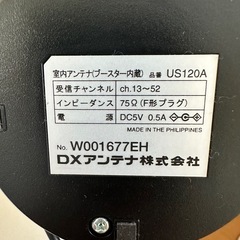 室内アンテナ(ブースター内蔵) 品番 US120A
受信チャンネル ch.13~52
インピーダンス 75Ω(F形プラグ)
電源 DC5V 0.5A
MADE IN THE PHILIPPINES
No. W001677EH
DXアンテナ株式会社